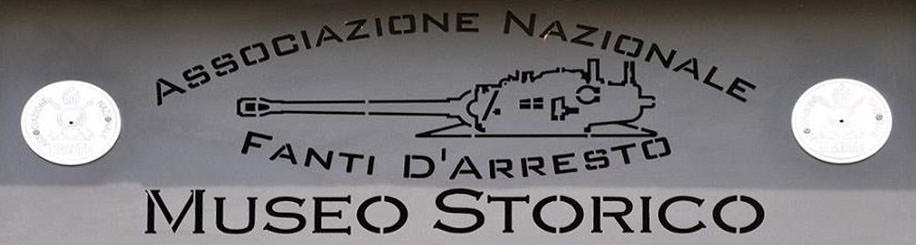 Associazione Nazionale
Fanti d'Arresto
Museo Storico